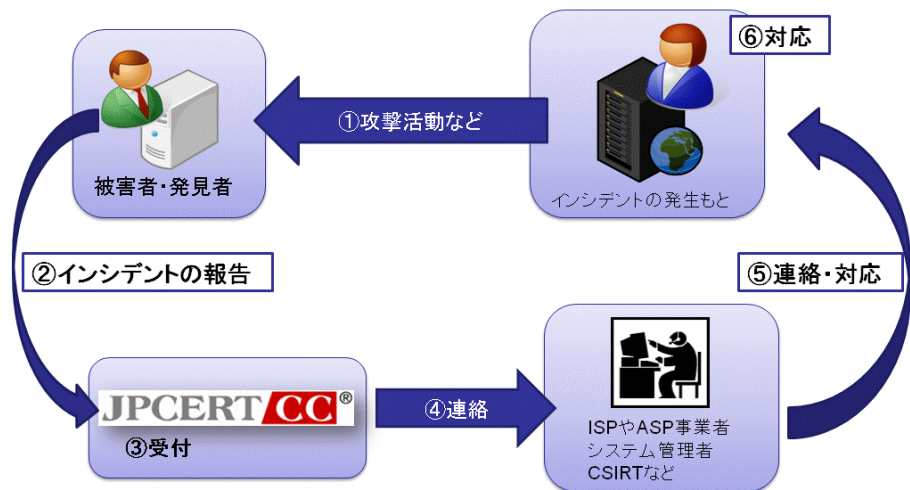 ⑥対応
①攻撃活動など
被害者・発見者
インシデントの発生もと
②インシデントの報告
⑤連絡・対応
JPCERT CC®
③受付
④連絡
ISPやASP事業者
システム管理者
CSIRTなど